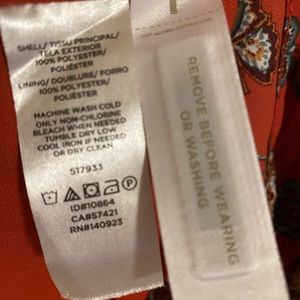 SHELL/ TISSU PRINCIPAL/
TELA EXTERIOR
100% POLYESTER/
POLIÉSTER
LINING/ DOUBLURE/ FORRO
100% POLYESTER/
POLIÉSTER
MACHINE WASH COLD
ONLY NON-CHLORINE
BLEACH WHEN NEEDED
TUMBLE DRY LOW
COOL IRON IF NEEDED
OR DRY CLEAN
517933
ID#10864
CA#57421
RN#140923
REMOVE BEFORE WEARING
OR WASHING